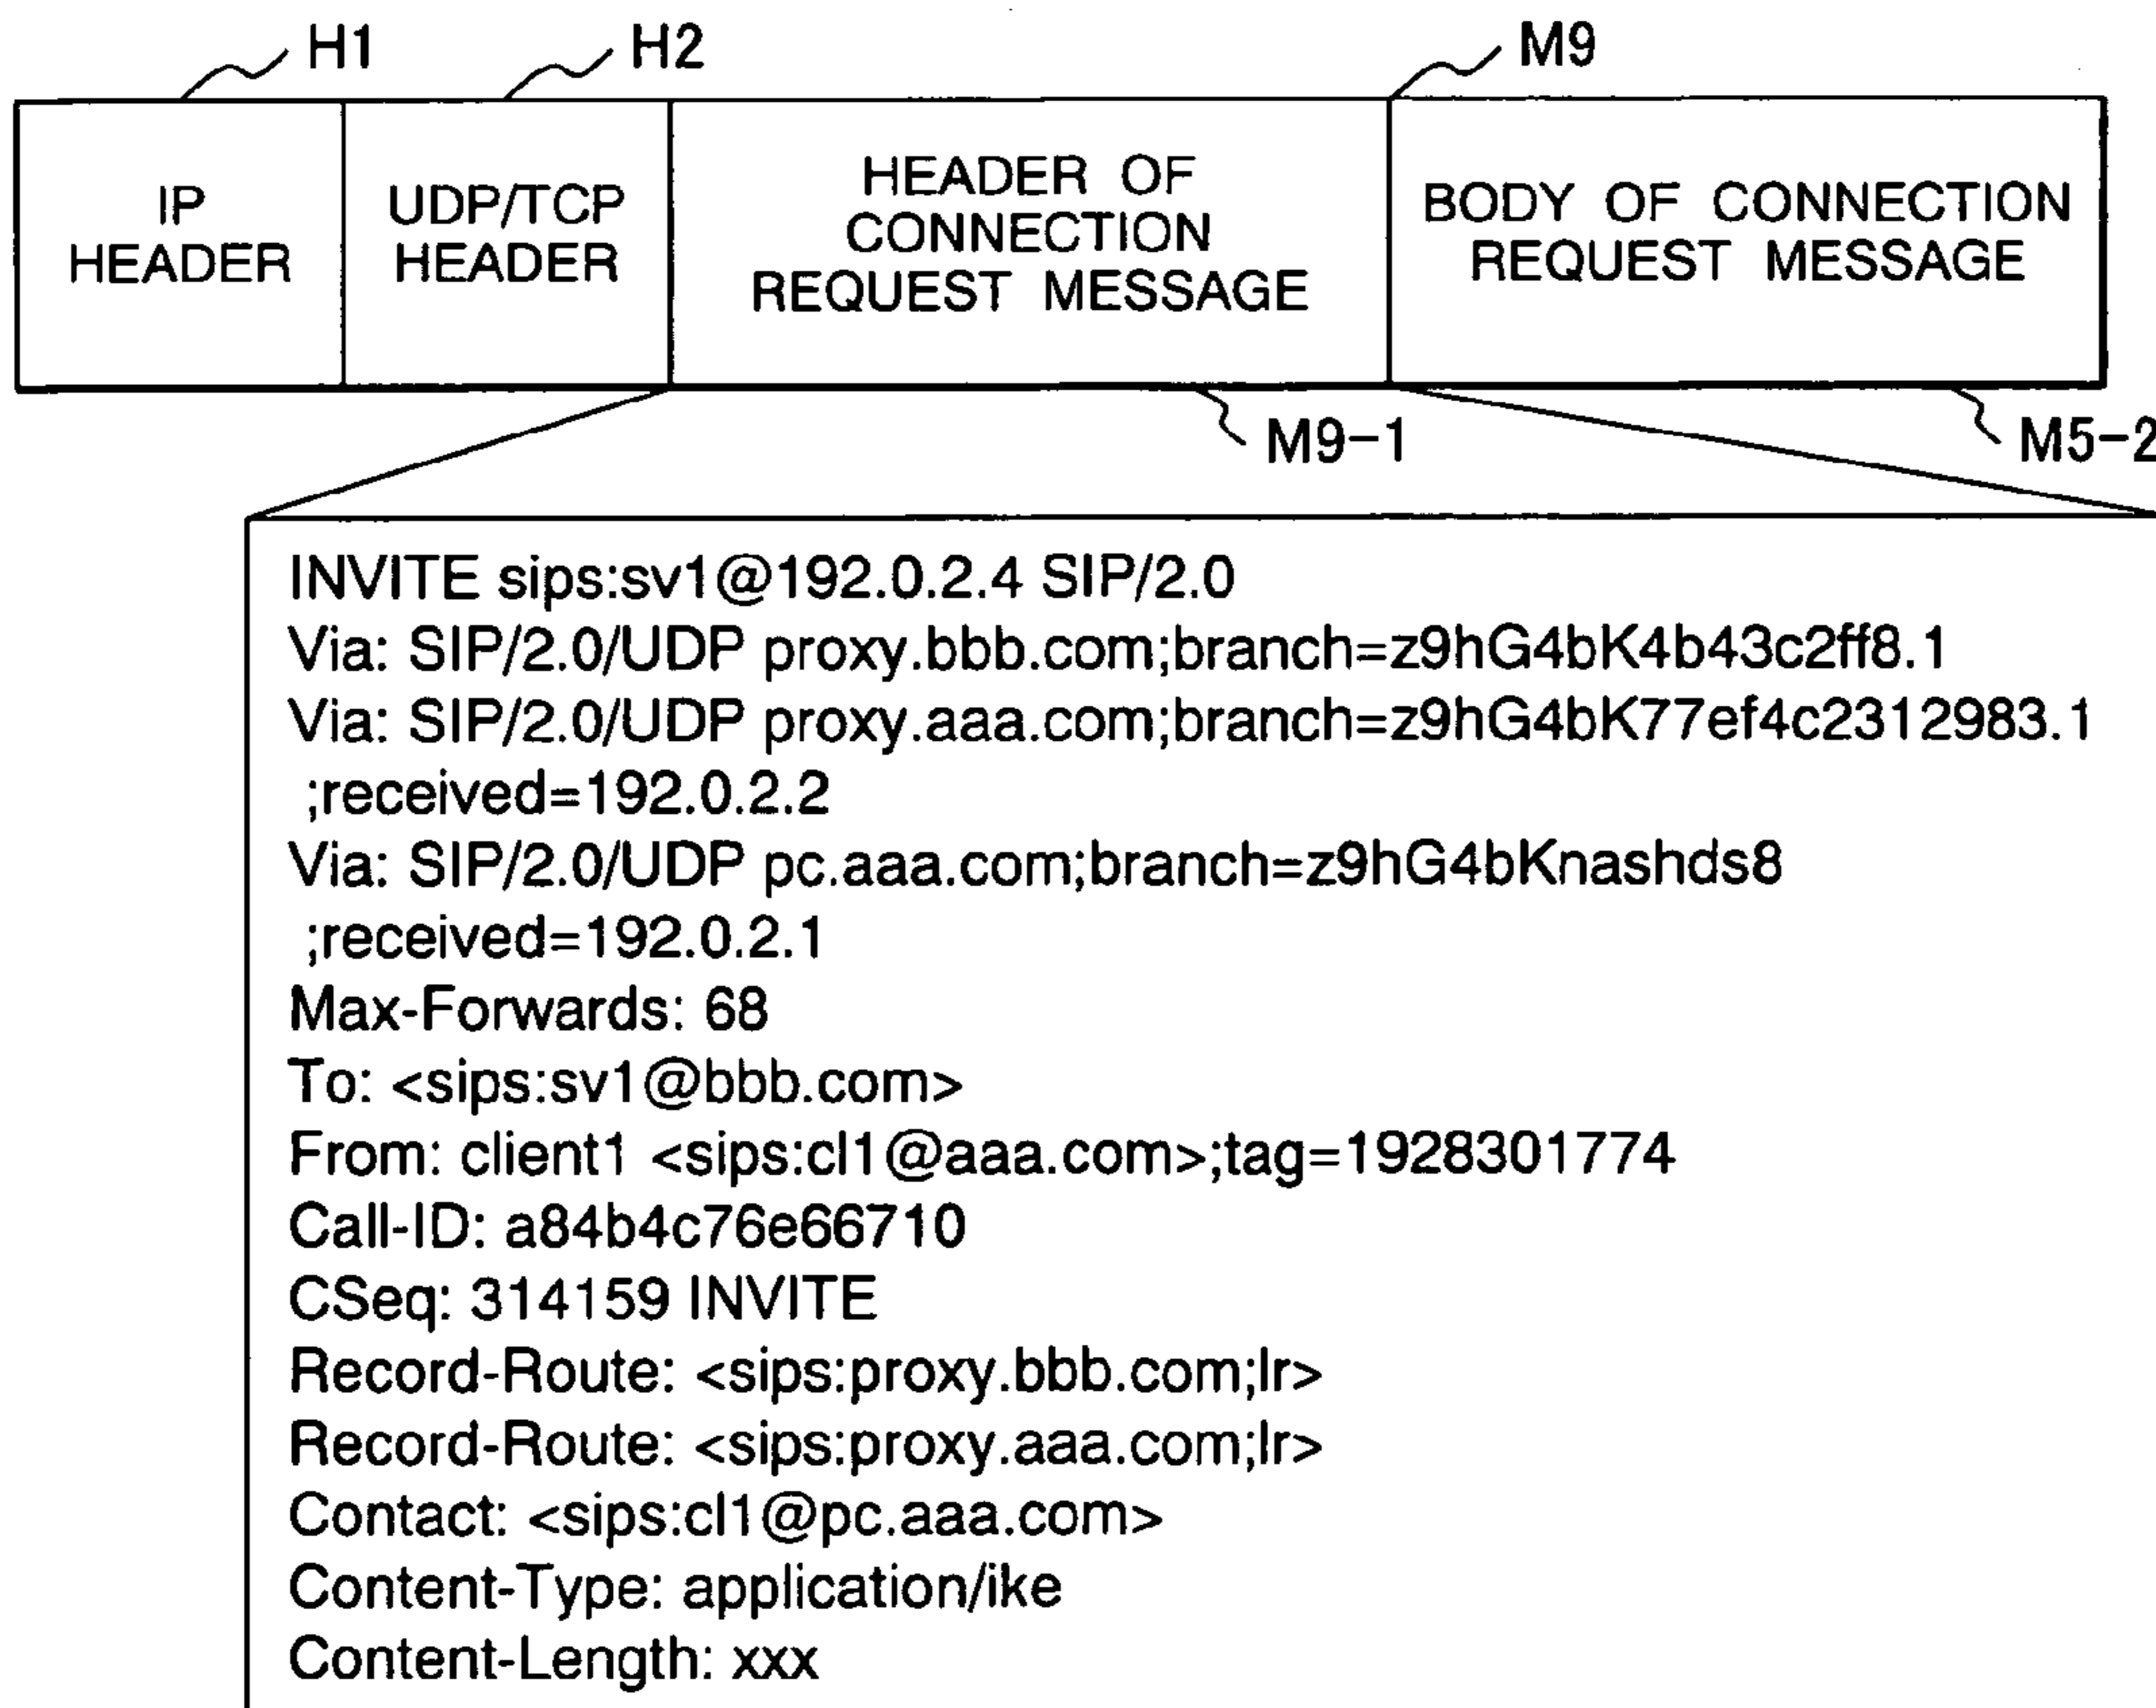 H1
H2
M9
IP
HEADER
UDP/TCP
HEADER
HEADER OF
CONNECTION
REQUEST MESSAGE
BODY OF CONNECTION
REQUEST MESSAGE
M9-1
M5-2
INVITE sips:sv1@192.0.2.4 SIP/2.0
Via: SIP/2.0/UDP proxy.bbb.com;branch=z9hG4bK4b43c2ff8.1
Via: SIP/2.0/UDP proxy.aaa.com;branch=z9hG4bK77ef4c2312983.1
;received=192.0.2.2
Via: SIP/2.0/UDP pc.aaa.com;branch=z9hG4bKnashds8
;received=192.0.2.1
Max-Forwards: 68
To: <sips:sv1@bbb.com>
From: client1 <sips:cl1@aaa.com>;tag=1928301774
Call-ID: a84b4c76e66710
CSeq: 314159 INVITE
Record-Route: <sips:proxy.bbb.com;lr>
Record-Route: <sips:proxy.aaa.com;lr>
Contact: <sips:cl1@pc.aaa.com>
Content-Type: application/ike
Content-Length: xxx